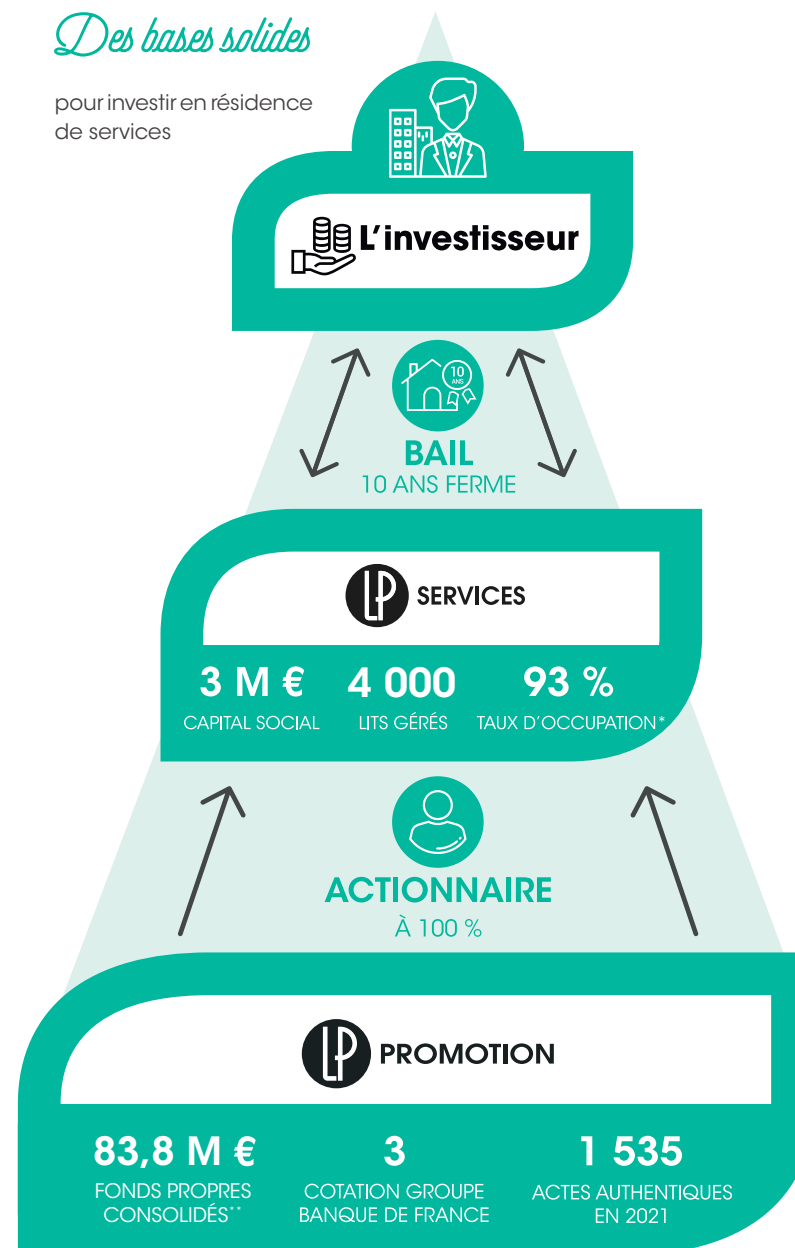 Des bases solides
pour investir en résidence
de services
L'investisseur
10
ANS
BAIL
10 ANS FERME
LP SERVICES
3 M € 4 000 93 %
CAPITAL SOCIAL LITS GÉRÉS TAUX D'OCCUPATION*
ACTIONNAIRE
À 100 %
LP PROMOTION
83,8 M € 3 1 535
FONDS PROPRES COTATION GROUPE ACTES AUTHENTIQUES
CONSOLIDÉS** BANQUE DE FRANCE EN 2021